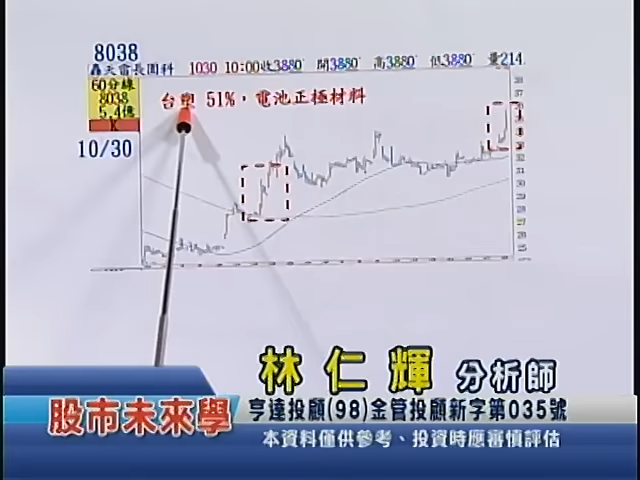 8038
轟天雷長園科 1030 10:00收3880 開3880 高3880 低3880 量214
60分線
8038
5.4億
K
台塑 51%，電池正極材料
10/30
林仁輝 分析師
股市未來學
亨達投顧(98)金管投顧新字第035號
本資料僅供參考、投資時應審慎評估